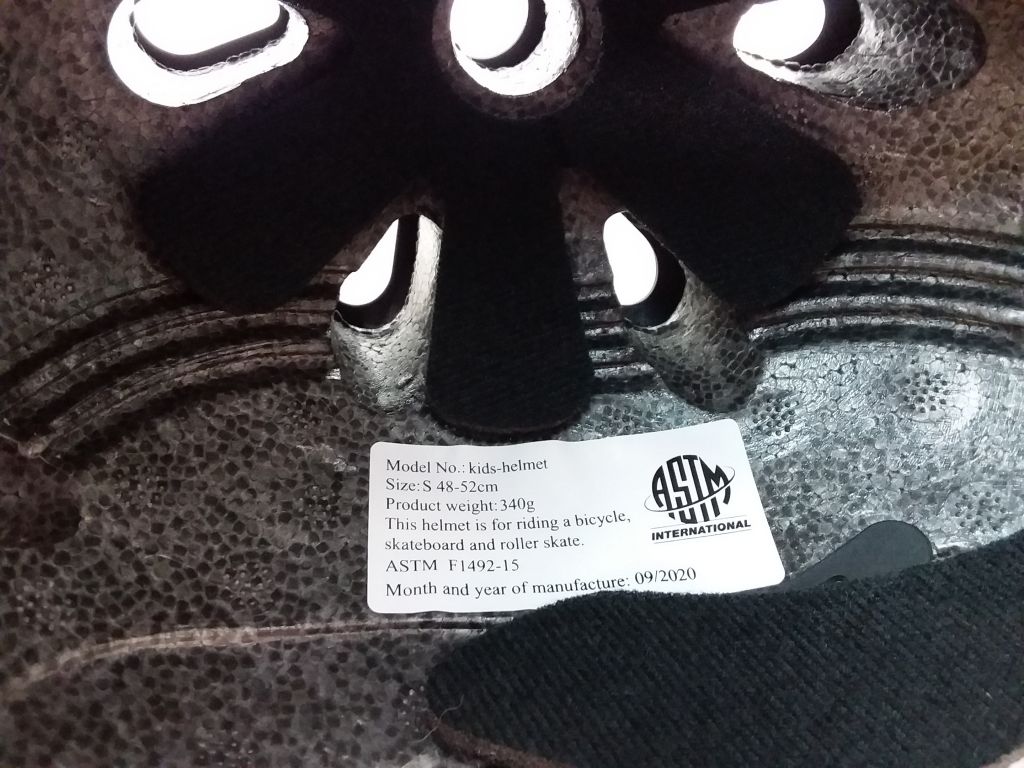 Model No.: kids-helmet
Size: S 48-52cm
Product weight: 340g
This helmet is for riding a bicycle,
skateboard and roller skate.
ASTM F1492-15
Month and year of manufacture: 09/2020
ASTM
INTERNATIONAL